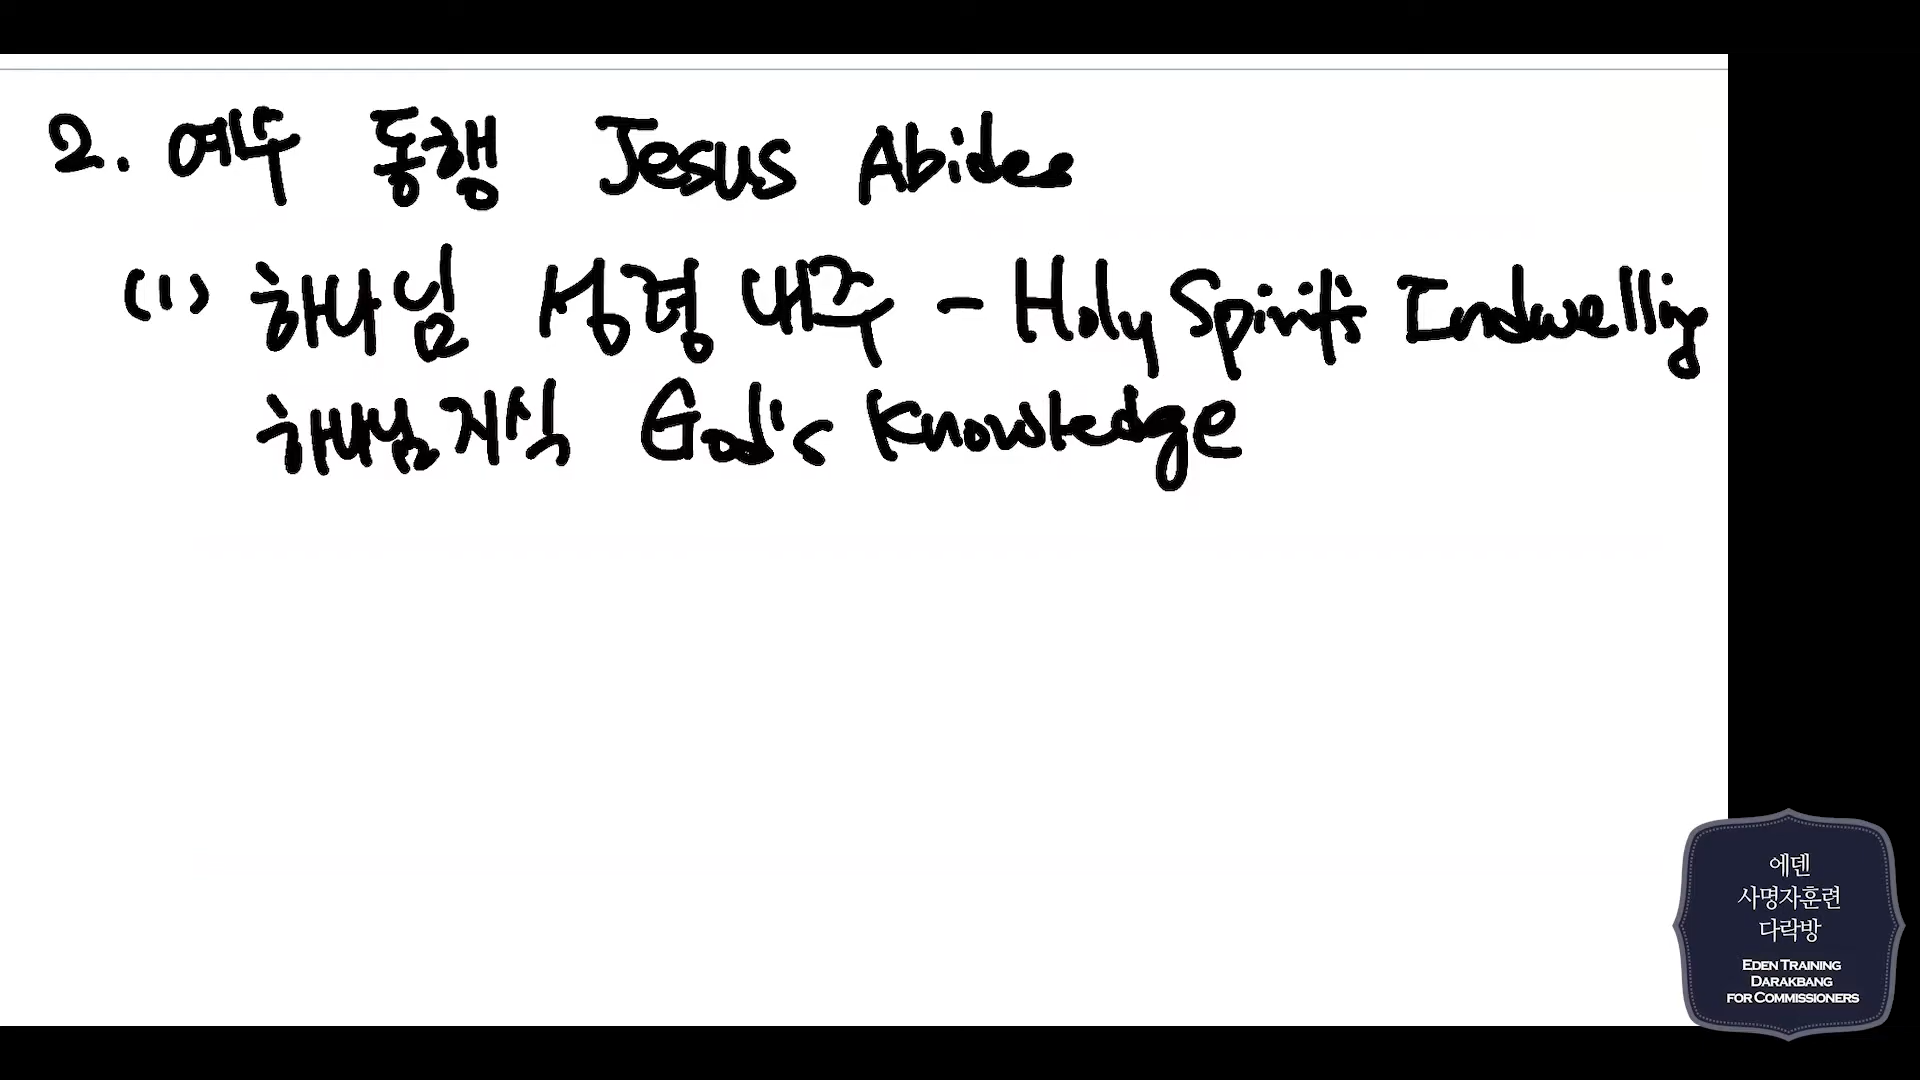 2. 예수 동행 Jesus Abides
(1) 하나님 성령 내주 - Holy Spirit's Indwelling
하나님 지식 God's Knowledge
에덴
사명자훈련
다락방
EDEN TRAINING
DARAKBANG
FOR COMMISSIONERS